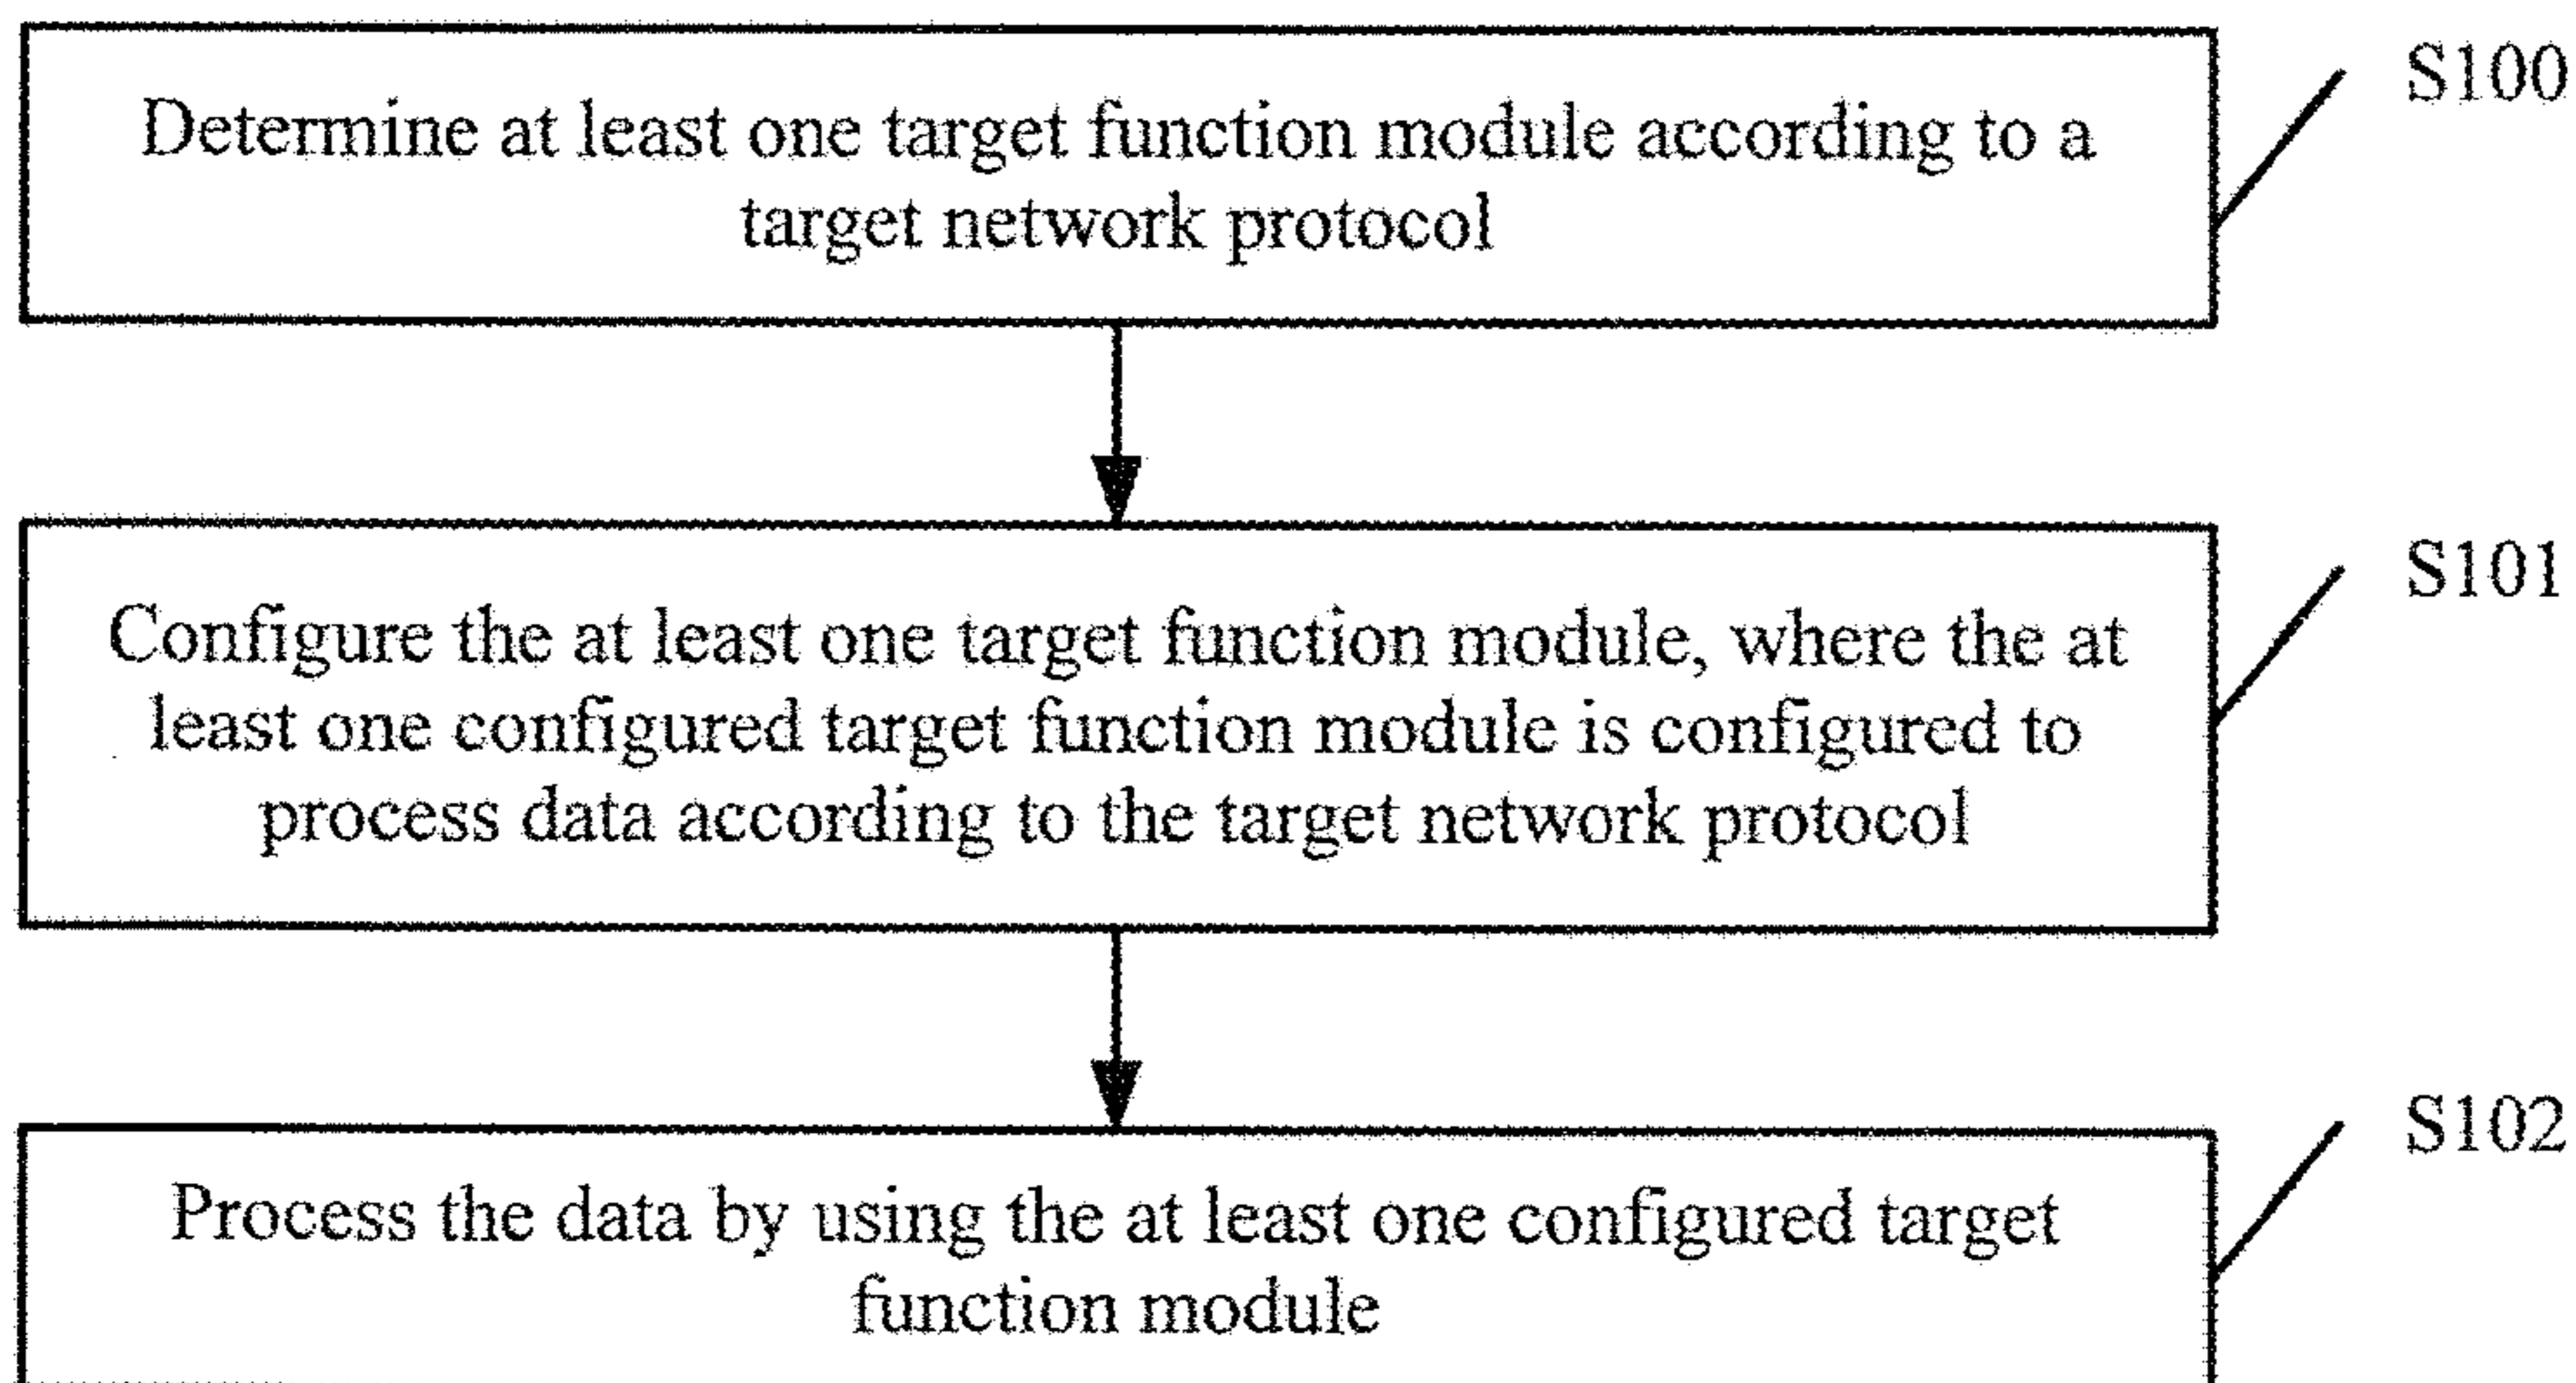 Determine at least one target function module according to a
target network protocol
S100
Configure the at least one target function module, where the at
least one configured target function module is configured to
process data according to the target network protocol
S101
Process the data by using the at least one configured target
function module
S102